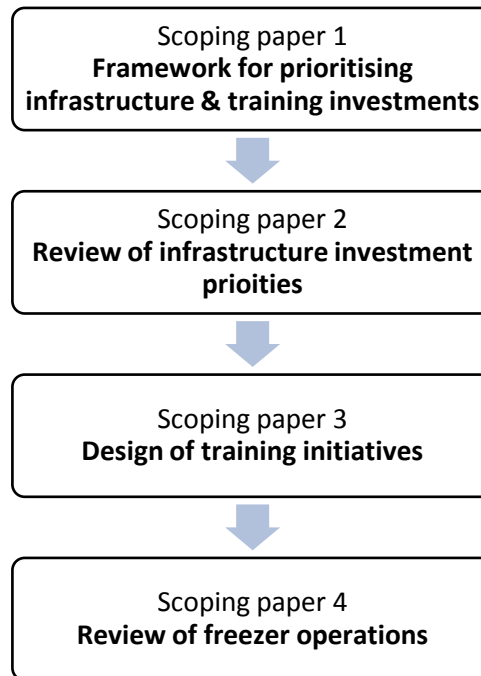 Scoping paper 1
Framework for prioritising
infrastructure & training investments
Scoping paper 2
Review of infrastructure investment
prioities
Scoping paper 3
Design of training initiatives
Scoping paper 4
Review of freezer operations